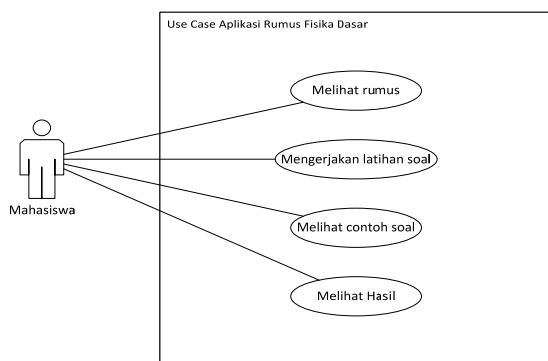 Use Case Aplikasi Rumus Fisika Dasar
Melihat rumus
Mengerjakan latihan soal
Mahasiswa
Melihat contoh soal
Melihat Hasil